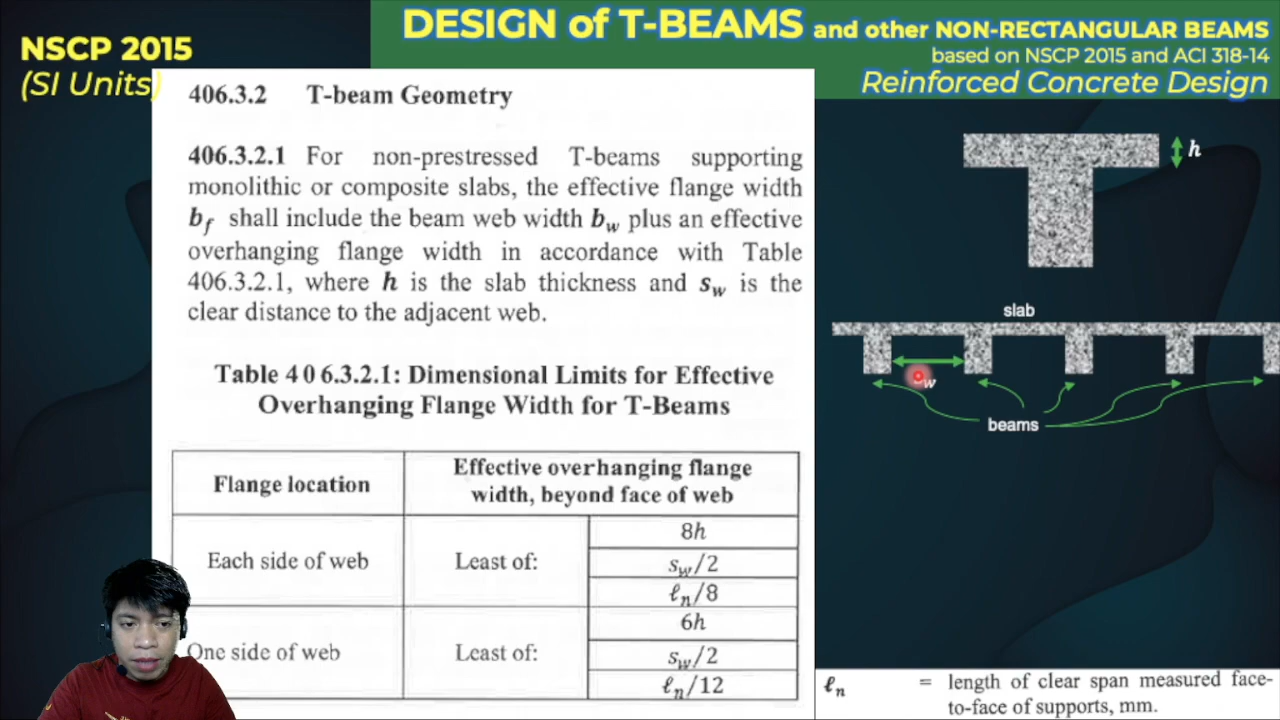 NSCP 2015
(SI Units)
DESIGN of T-BEAMS and other NON-RECTANGULAR BEAMS
based on NSCP 2015 and ACI 318-14
Reinforced Concrete Design
406.3.2 T-beam Geometry
406.3.2.1 For non-prestressed T-beams supporting
monolithic or composite slabs, the effective flange width
b_f shall include the beam web width b_w plus an effective
overhanging flange width in accordance with Table
406.3.2.1, where h is the slab thickness and s_w is the
clear distance to the adjacent web.
Table 4 0 6.3.2.1: Dimensional Limits for Effective
Overhanging Flange Width for T-Beams
Flange location
Effective overhanging flange
width, beyond face of web
Each side of web
Least of:
8h
s_w/2
ℓ_n/8
One side of web
Least of:
6h
s_w/2
ℓ_n/12
h
slab
w
beams
ℓ_n = length of clear span measured face-
to-face of supports, mm.